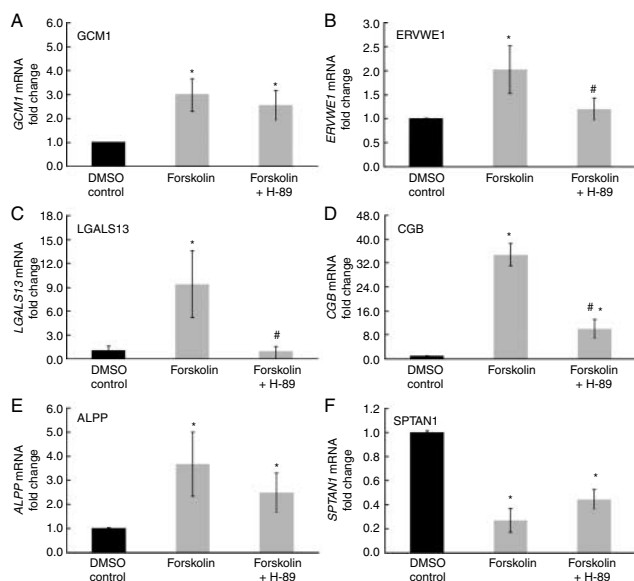 A
GCM1
GCM1 mRNA
fold change
6.0
5.0
4.0
3.0
2.0
1.0
0.0
*
*
DMSO
control
Forskolin
Forskolin
+ H-89
B
ERVWE1
ERVWE1 mRNA
fold change
3.0
2.5
2.0
1.5
1.0
0.5
0.0
*
#
DMSO
control
Forskolin
Forskolin
+ H-89
C
LGALS13
LGALS13 mRNA
fold change
18.0
15.0
12.0
9.0
6.0
3.0
0.0
*
#
DMSO
control
Forskolin
Forskolin
+ H-89
D
CGB
CGB mRNA
fold change
48.0
40.0
32.0
24.0
16.0
8.0
0.0
*
# *
DMSO
control
Forskolin
Forskolin
+ H-89
E
ALPP
ALPP mRNA
fold change
6.0
5.0
4.0
3.0
2.0
1.0
0.0
*
*
DMSO
control
Forskolin
Forskolin
+ H-89
F
SPTAN1
SPTAN1 mRNA
fold change
1.2
1.0
0.8
0.6
0.4
0.2
0.0
*
*
DMSO
control
Forskolin
Forskolin
+ H-89